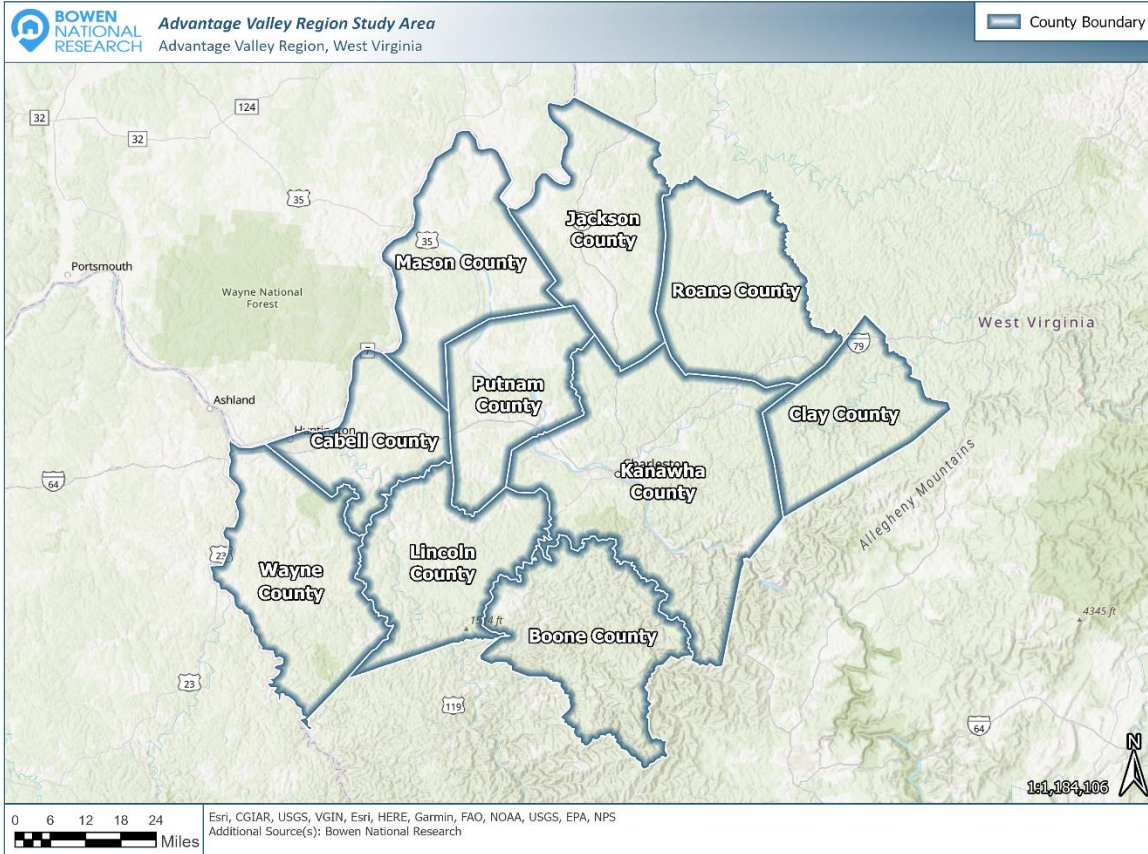 BOWEN
NATIONAL
RESEARCH
Advantage Valley Region Study Area
Advantage Valley Region, West Virginia
County Boundary
32
124
32
35
35
Jackson
County
Mason County
Portsmouth
Wayne National
Forest
Roane County
West Virginia
79
7
Putnam
County
Ashland
Clay County
Huntington
Cabell County
64
Charleston
Kanawha
County
Allegheny Mountains
23
Lincoln
County
Wayne
County
4345 ft
ft
Boone County
23
119
64
N
1:1,184,106
0 6 12 18 24
Miles
Esri, CGIAR, USGS, VGIN, Esri, HERE, Garmin, FAO, NOAA, USGS, EPA, NPS
Additional Source(s): Bowen National Research